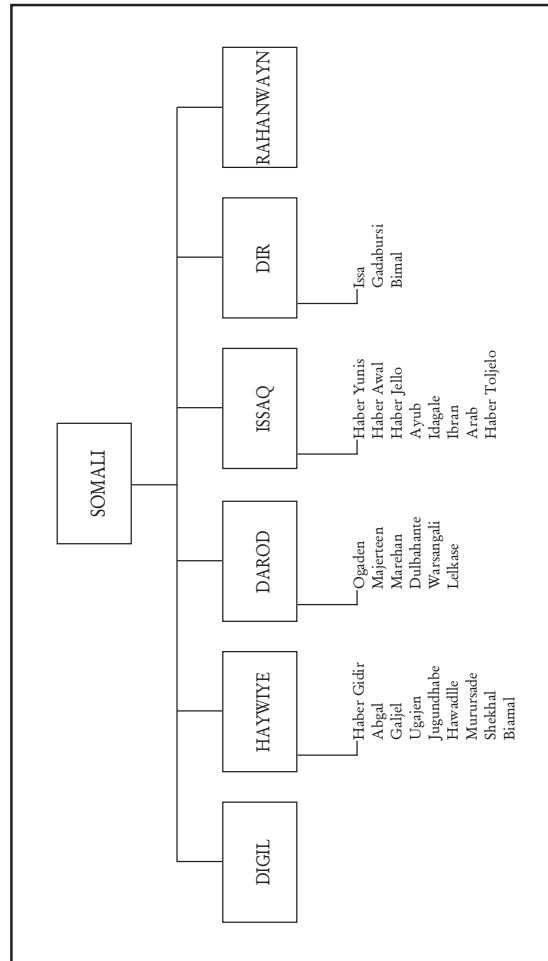 SOMALI
DIGIL
HAYWIYE
Haber Gidir
Abgal
Galjel
Ugajen
Jugundhabe
Hawadlle
Murursade
Shekhal
Biamal
DAROD
Ogaden
Majerteen
Marehan
Dulbahante
Warsangali
Lelkase
ISSAQ
Haber Yunis
Haber Awal
Haber Jello
Ayub
Idagale
Ibran
Arab
Haber Toljelo
DIR
Issa
Gadabursi
Bimal
RAHANWAYN